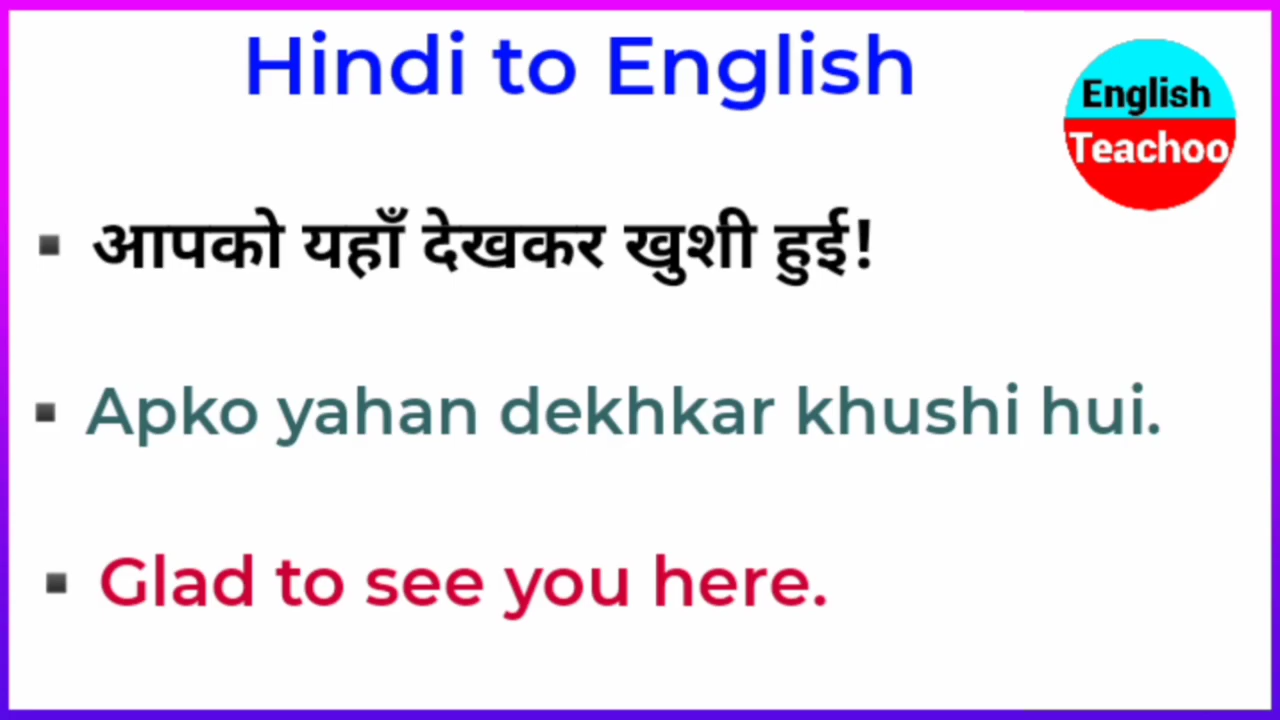 Hindi to English
English
Teachoo
▪ आपको यहाँ देखकर खुशी हुई!
▪ Apko yahan dekhkar khushi hui.
▪ Glad to see you here.